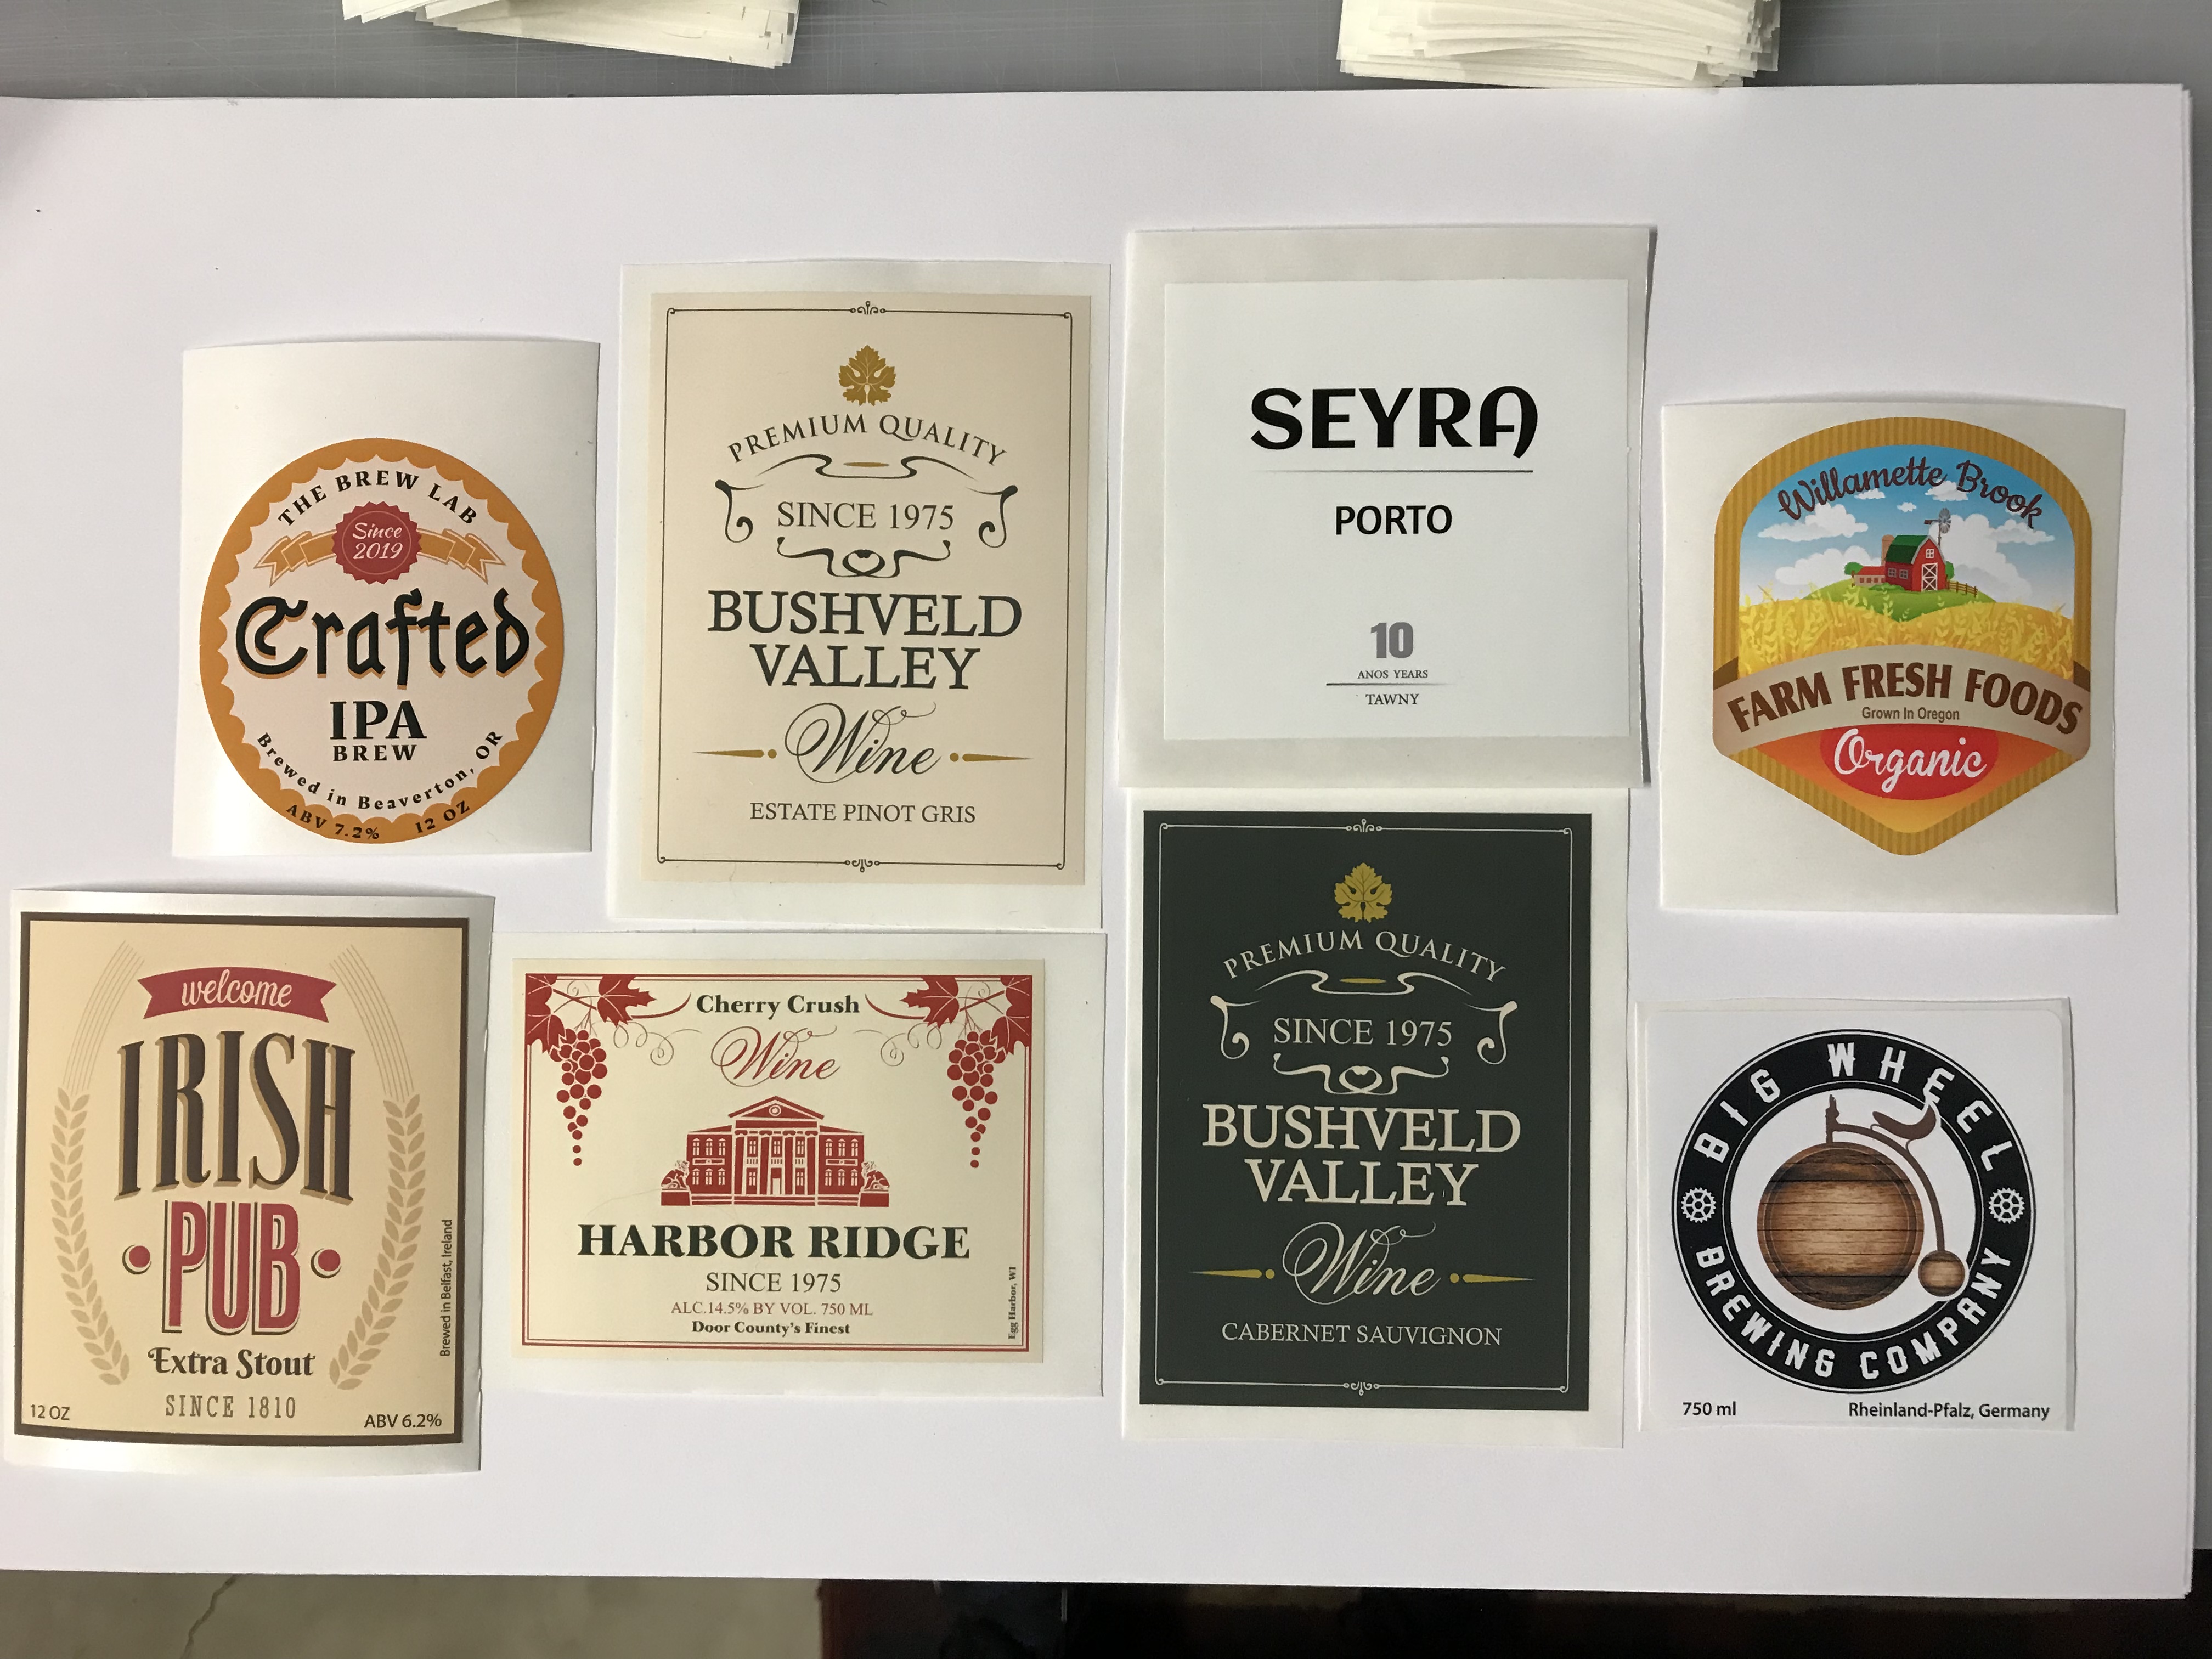 THE BREW LAB
Since
2019
Crafted
IPA
BREW
Brewed in Beaverton, OR
ABV 7.2% 12 OZ
PREMIUM QUALITY
SINCE 1975
BUSHVELD
VALLEY
Wine
ESTATE PINOT GRIS
SEYRA
PORTO
10
ANOS YEARS
TAWNY
Willamette Brook
FARM FRESH FOODS
Grown In Oregon
Organic
welcome
IRISH
PUB
Extra Stout
SINCE 1810
12 OZ
ABV 6.2%
Brewed in Belfast, Ireland
Cherry Crush
Wine
HARBOR RIDGE
SINCE 1975
ALC.14.5% BY VOL. 750 ML
Door County's Finest
Egg Harbor, WI
PREMIUM QUALITY
SINCE 1975
BUSHVELD
VALLEY
Wine
CABERNET SAUVIGNON
BIG WHEEL
BREWING COMPANY
750 ml
Rheinland-Pfalz, Germany